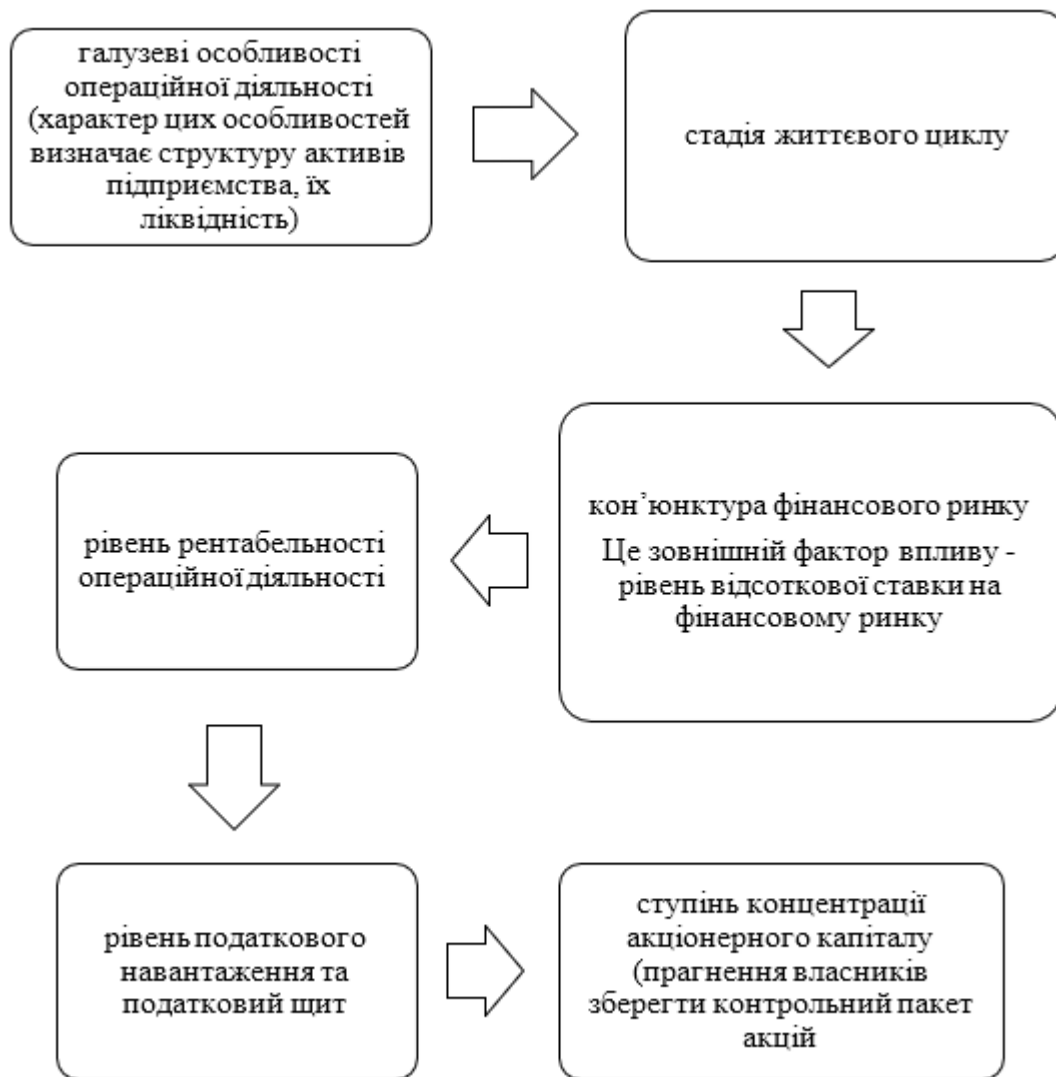 галузеві особливості
операційної діяльності
(характер цих особливостей
визначає структуру активів
підприємства, їх
ліквідність)
стадія життєвого циклу
кон’юнктура фінансового ринку
Це зовнішній фактор впливу -
рівень відсоткової ставки на
фінансовому ринку
рівень рентабельності
операційної діяльності
рівень податкового
навантаження та
податковий щит
ступінь концентрації
акціонерного капіталу
(прагнення власників
зберегти контрольний пакет
акцій